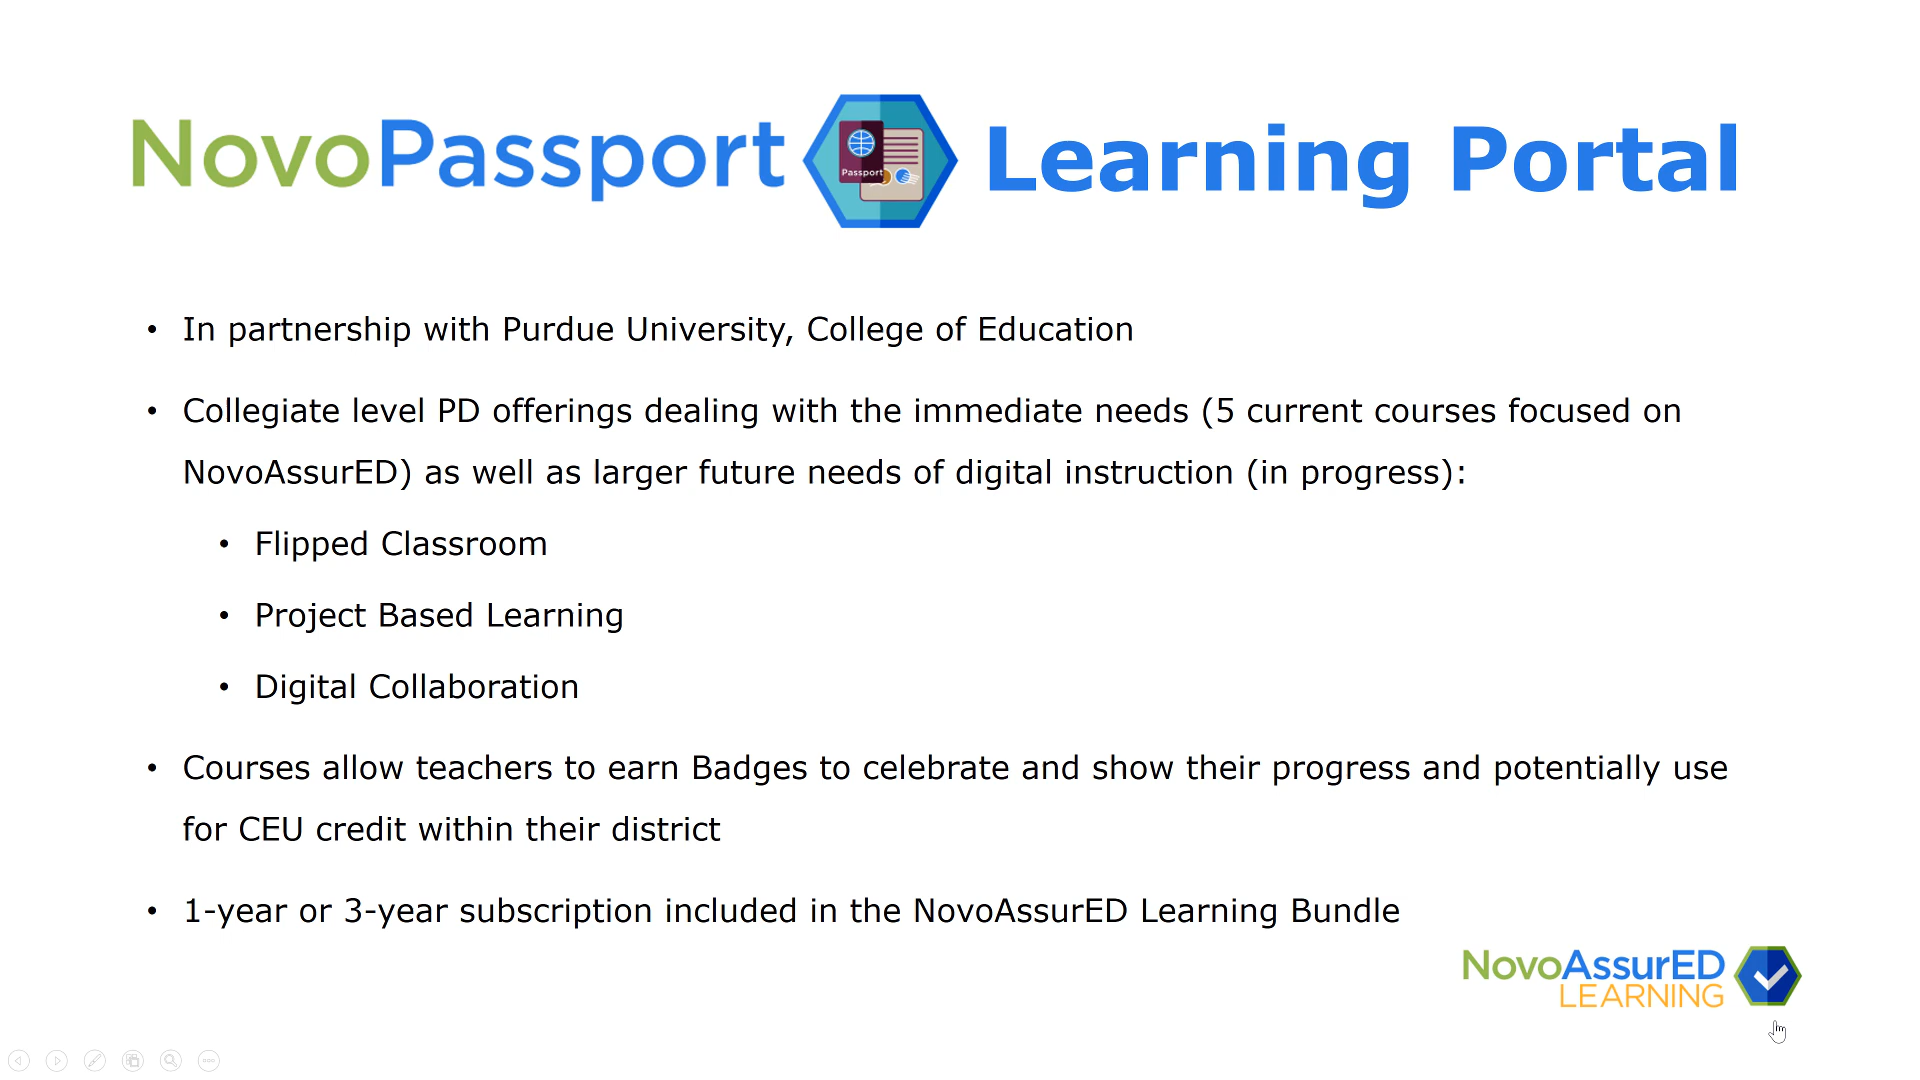 NovoPassport Passport Learning Portal
• In partnership with Purdue University, College of Education
• Collegiate level PD offerings dealing with the immediate needs (5 current courses focused on
NovoAssurED) as well as larger future needs of digital instruction (in progress):
• Flipped Classroom
• Project Based Learning
• Digital Collaboration
• Courses allow teachers to earn Badges to celebrate and show their progress and potentially use
for CEU credit within their district
• 1-year or 3-year subscription included in the NovoAssurED Learning Bundle
NovoAssurED
LEARNING